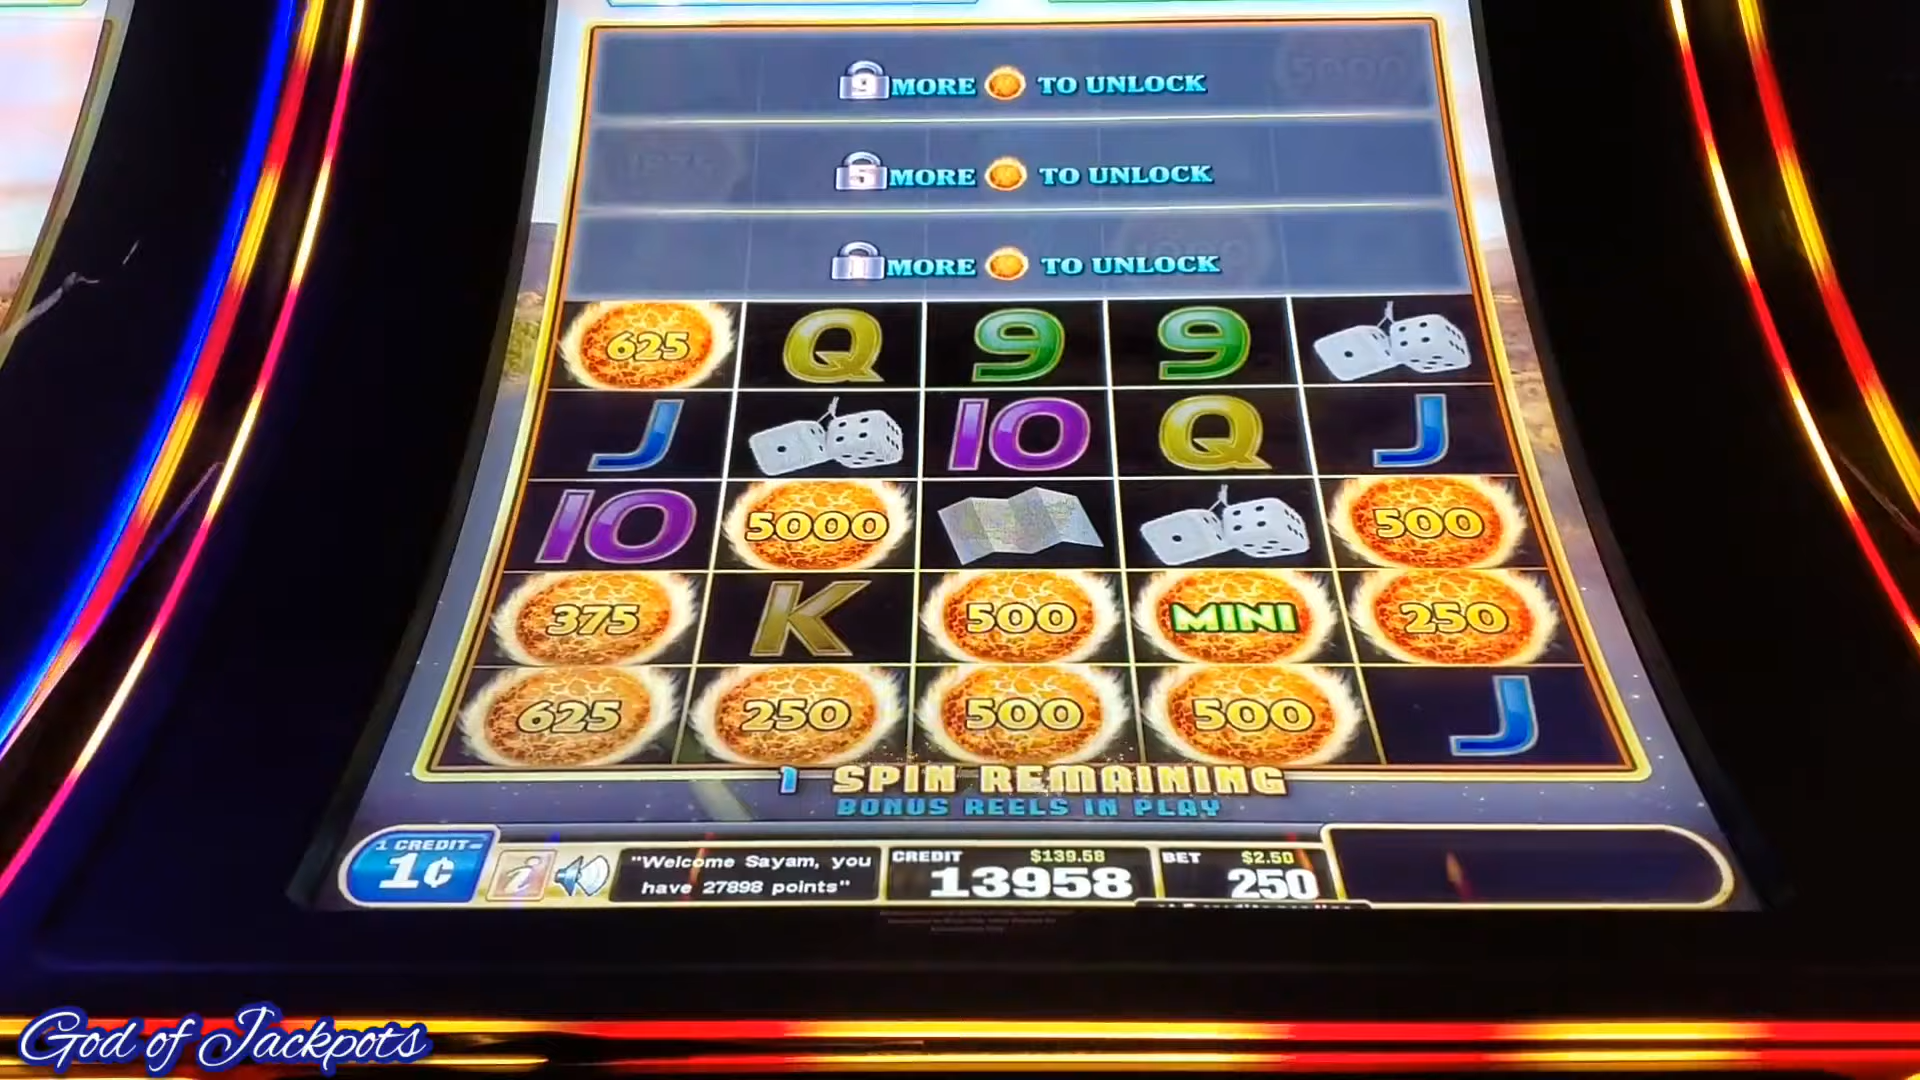 9 MORE TO UNLOCK
5 MORE TO UNLOCK
1 MORE TO UNLOCK
625 Q 9 9
J 10 Q J
10 5000 500
375 K 500 MINI 250
625 250 500 500 J
1 SPIN REMAINING
BONUS REELS IN PLAY
1 CREDIT=
1¢
"Welcome Sayam, you
have 27898 points"
CREDIT $139.58
13958
BET $2.50
250
God of Jackpots